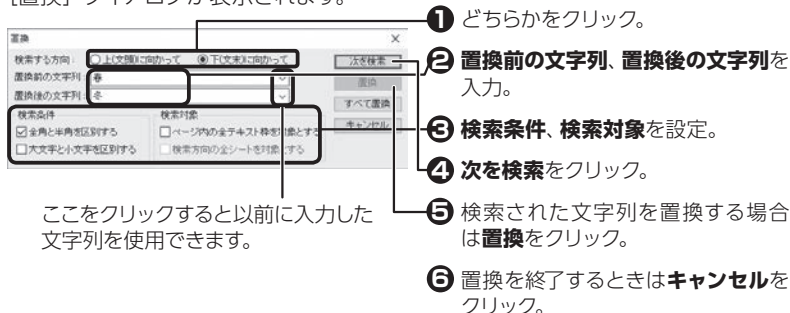 [置換] ダイアログが表示されます。
置換
検索する方向: 上(文頭)に向かって 下(文末)に向かって 次を検索
置換前の文字列: 春 置換
置換後の文字列: 冬 すべて置換
検索条件 検索対象 キャンセル
全角と半角を区別する ページ内の全テキスト枠を対象とする
大文字と小文字を区別する 検索方向の全シートを対象とする
ここをクリックすると以前に入力した
文字列を使用できます。
❶ どちらかをクリック。
❷ 置換前の文字列、置換後の文字列を
入力。
❸ 検索条件、検索対象を設定。
❹ 次を検索をクリック。
❺ 検索された文字列を置換する場合
は置換をクリック。
❻ 置換を終了するときはキャンセルを
クリック。